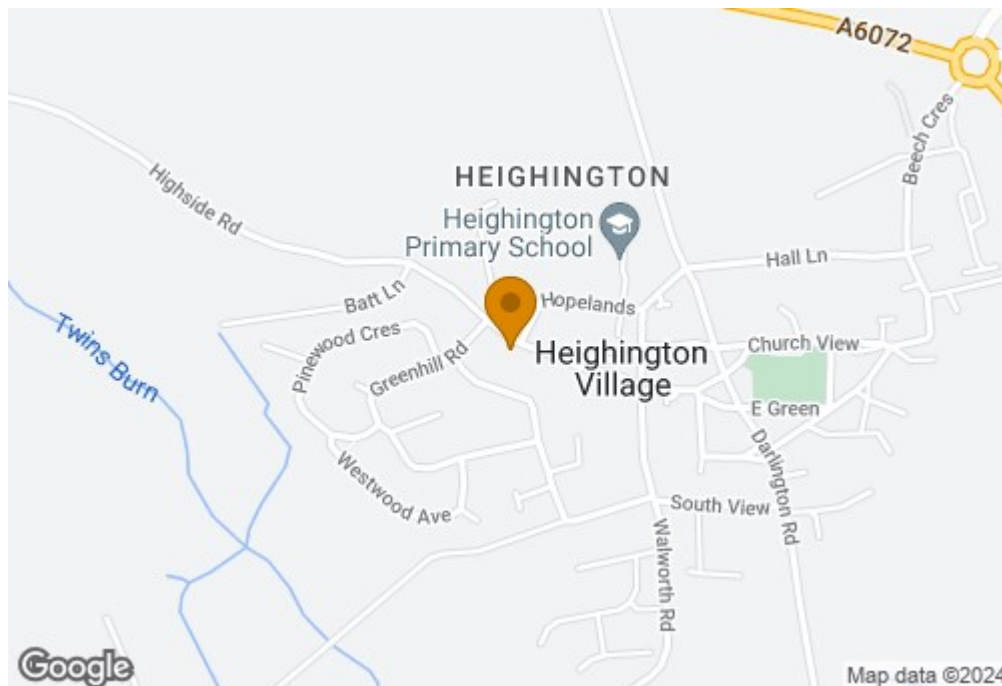 A6072
Beech Cres
Highside Rd
HEIGHINGTON
Heighington
Primary School
Hall Ln
Batt Ln
Hopelands
Twins Burn
Pinewood Cres
Greenhill Rd
Heighington
Village
Church View
E Green
Westwood Ave
Darlington Rd
South View
Walworth Rd
Google
Map data ©2024